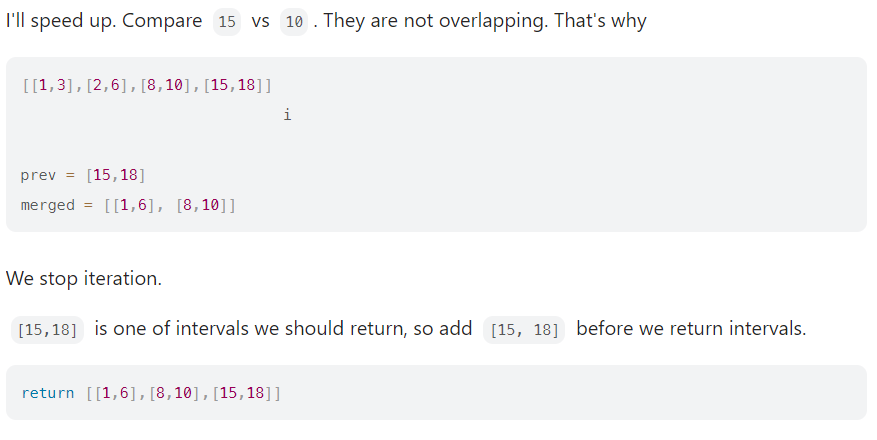 I'll speed up. Compare 15 vs 10 . They are not overlapping. That's why
[[1,3],[2,6],[8,10],[15,18]]
i
prev = [15,18]
merged = [[1,6], [8,10]]
We stop iteration.
[15,18] is one of intervals we should return, so add [15, 18] before we return intervals.
return [[1,6],[8,10],[15,18]]